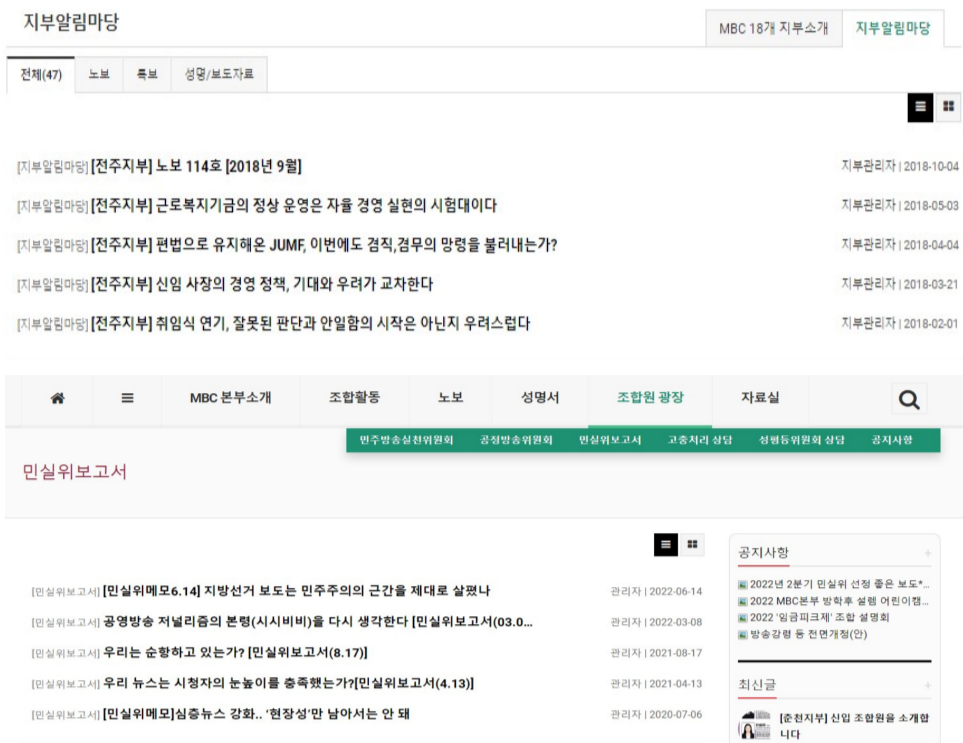 지부알림마당
MBC 18개 지부소개 지부알림마당
전체(47) 노보 특보 성명/보도자료
[지부알림마당] [전주지부] 노보 114호 [2018년 9월] 지부관리자 | 2018-10-04
[지부알림마당] [전주지부] 근로복지기금의 정상 운영은 자율 경영 실현의 시험대이다 지부관리자 | 2018-05-03
[지부알림마당] [전주지부] 편법으로 유지해온 JUMF, 이번에도 겸직,겸무의 망령을 불러내는가? 지부관리자 | 2018-04-04
[지부알림마당] [전주지부] 신임 사장의 경영 정책, 기대와 우려가 교차한다 지부관리자 | 2018-03-21
[지부알림마당] [전주지부] 취임식 연기, 잘못된 판단과 안일함의 시작은 아닌지 우려스럽다 지부관리자 | 2018-02-01
MBC 본부소개 조합활동 노보 성명서 조합원 광장 자료실
민주방송실천위원회 공정방송위원회 민실위보고서 고충처리 상담 성평등위원회 상담 공지사항
민실위보고서
[민실위보고서] [민실위메모6.14] 지방선거 보도는 민주주의의 근간을 제대로 살폈나 관리자 | 2022-06-14
[민실위보고서] 공영방송 저널리즘의 본령(시시비비)을 다시 생각한다 [민실위보고서(03.0... 관리자 | 2022-03-08
[민실위보고서] 우리는 순항하고 있는가? [민실위보고서(8.17)] 관리자 | 2021-08-17
[민실위보고서] 우리 뉴스는 시청자의 눈높이를 충족했는가?[민실위보고서(4.13)] 관리자 | 2021-04-13
[민실위보고서] [민실위메모]심층뉴스 강화.. ‘현장성’만 남아서는 안 돼 관리자 | 2020-07-06
공지사항 +
2022년 2분기 민실위 선정 좋은 보도*...
2022 MBC본부 방학후 설렘 어린이캠...
2022 '임금피크제' 조합 설명회
방송강령 등 전면개정(안)
최신글 +
[춘천지부] 신입 조합원을 소개합
니다